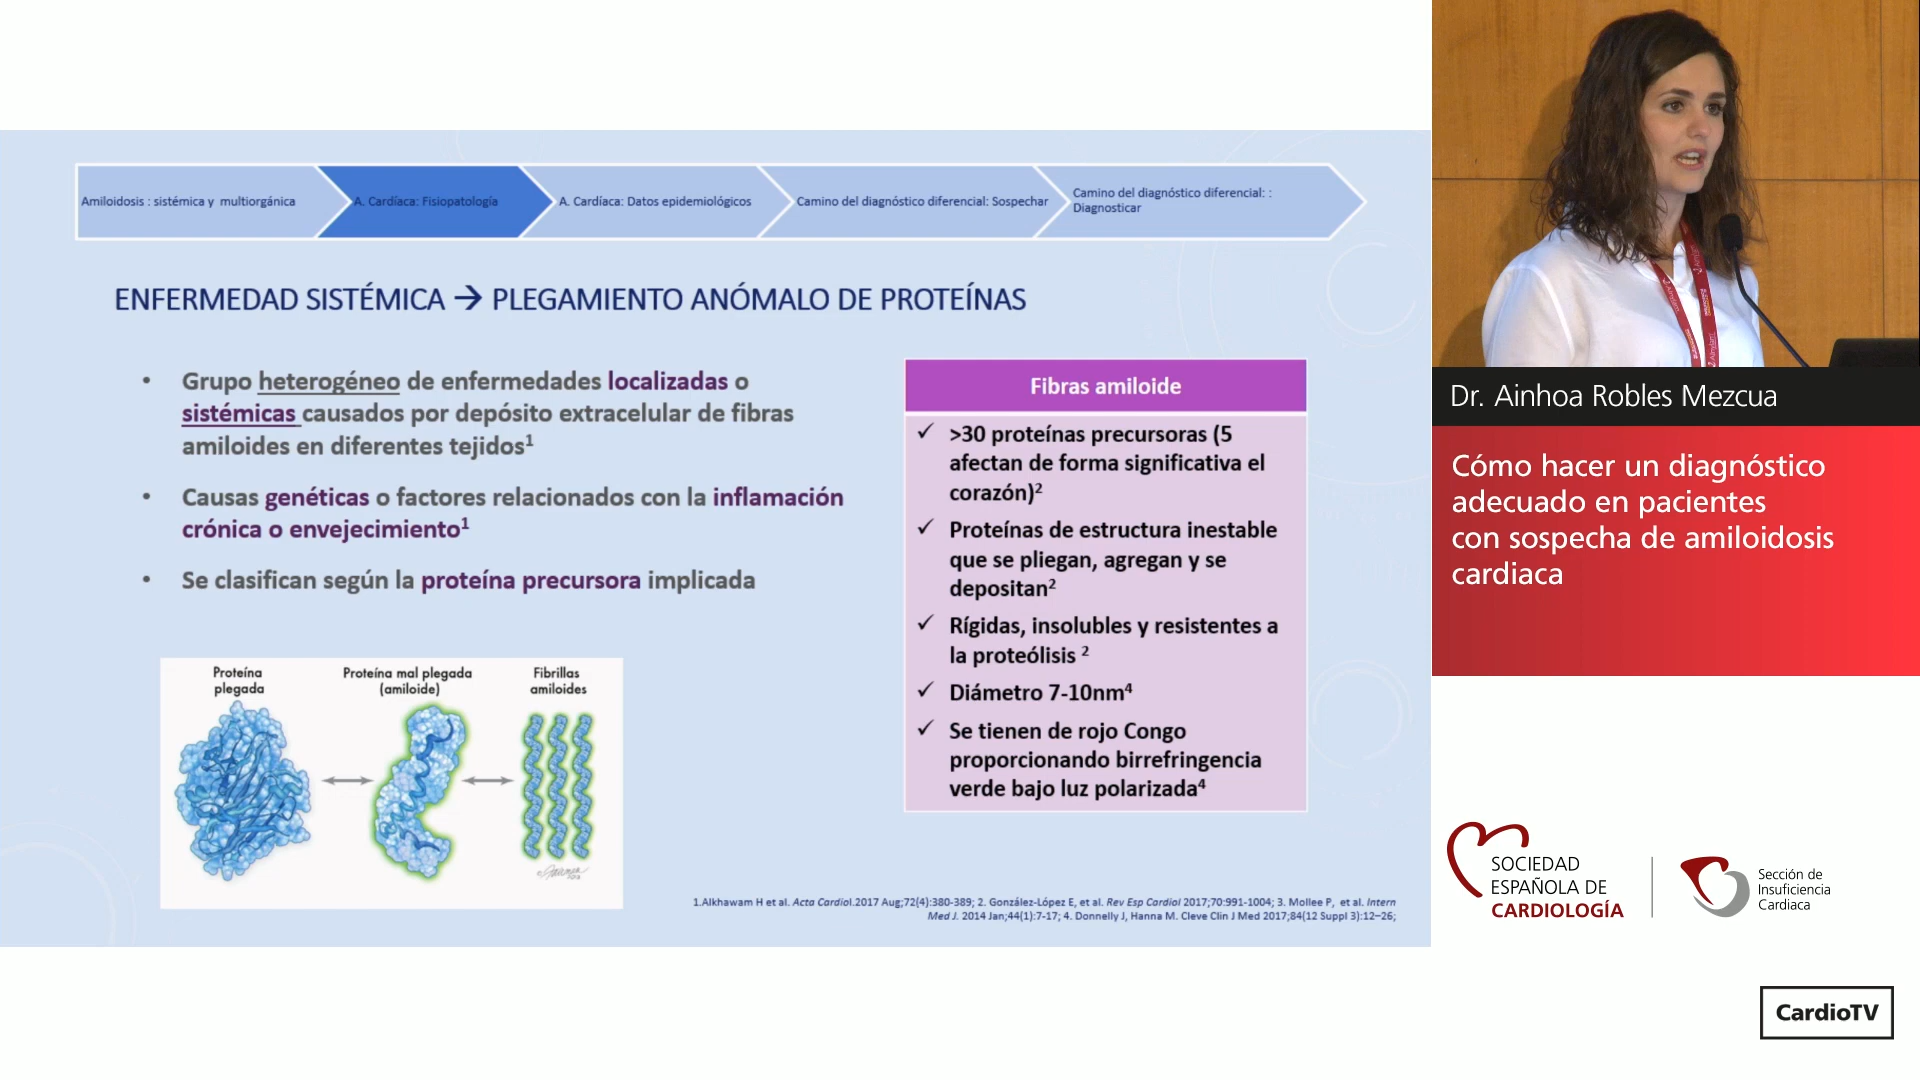 Amiloidosis : sistémica y multiorgánica
A. Cardíaca: Fisiopatología
A. Cardíaca: Datos epidemiológicos
Camino del diagnóstico diferencial: Sospechar
Camino del diagnóstico diferencial: :
Diagnosticar
ENFERMEDAD SISTÉMICA → PLEGAMIENTO ANÓMALO DE PROTEÍNAS
• Grupo heterogéneo de enfermedades localizadas o
sistémicas causados por depósito extracelular de fibras
amiloides en diferentes tejidos¹
• Causas genéticas o factores relacionados con la inflamación
crónica o envejecimiento¹
• Se clasifican según la proteína precursora implicada
Proteína
plegada
Proteína mal plegada
(amiloide)
Fibrillas
amiloides
Fibras amiloide
✓ >30 proteínas precursoras (5
afectan de forma significativa el
corazón)²
✓ Proteínas de estructura inestable
que se pliegan, agregan y se
depositan²
✓ Rígidas, insolubles y resistentes a
la proteólisis ²
✓ Diámetro 7-10nm⁴
✓ Se tienen de rojo Congo
proporcionando birrefringencia
verde bajo luz polarizada⁴
1.Alkhawam H et al. Acta Cardiol.2017 Aug;72(4):380-389; 2. González-López E, et al. Rev Esp Cardiol 2017;70:991-1004; 3. Mollee P, et al. Intern
Med J. 2014 Jan;44(1):7-17; 4. Donnelly J, Hanna M. Cleve Clin J Med 2017;84(12 Suppl 3):12–26;
Dr. Ainhoa Robles Mezcua
Cómo hacer un diagnóstico
adecuado en pacientes
con sospecha de amiloidosis
cardiaca
SOCIEDAD
ESPAÑOLA DE
CARDIOLOGÍA
Sección de
Insuficiencia
Cardiaca
CardioTV